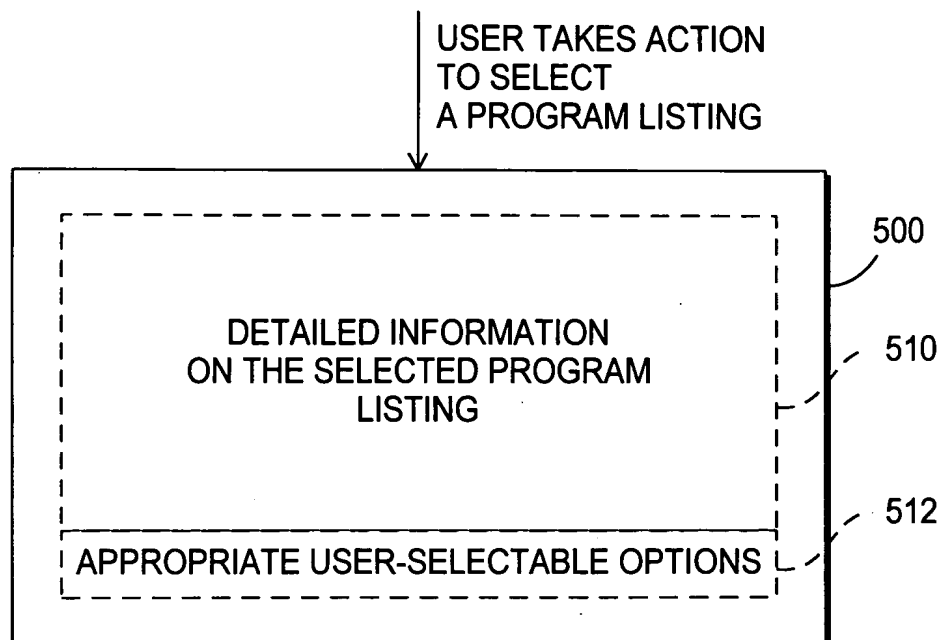 USER TAKES ACTION
TO SELECT
A PROGRAM LISTING
500
DETAILED INFORMATION
ON THE SELECTED PROGRAM
LISTING
510
512
APPROPRIATE USER-SELECTABLE OPTIONS